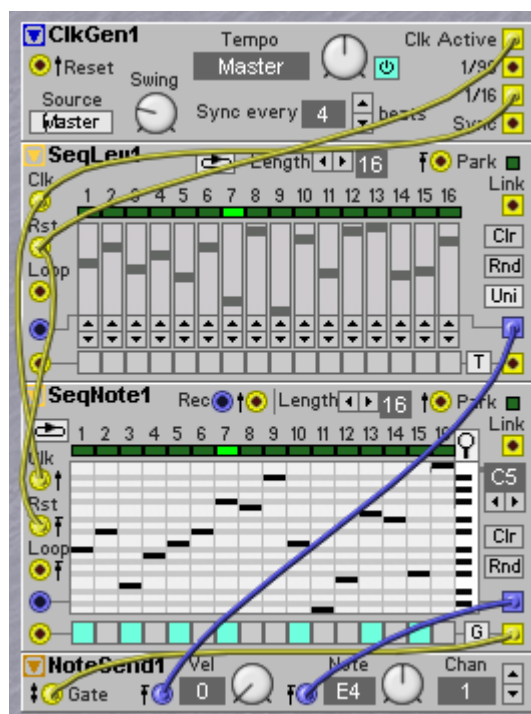 ClkGen1 Tempo Clk Active
Reset Master 1/96
Swing 1/16
Source Sync every 4 beats Sync
Master
SeqLev1 Length 16 Park
Clk Link
1 2 3 4 5 6 7 8 9 10 11 12 13 14 15 16
Rst Clr
Loop Rnd
Uni
T
SeqNote1 Rec Length 16 Park
Link
1 2 3 4 5 6 7 8 9 10 11 12 13 14 15 16
Clk C5
Rst
Loop Clr
Rnd
G
NoteSend1 Vel Note Chan
Gate 0 E4 1